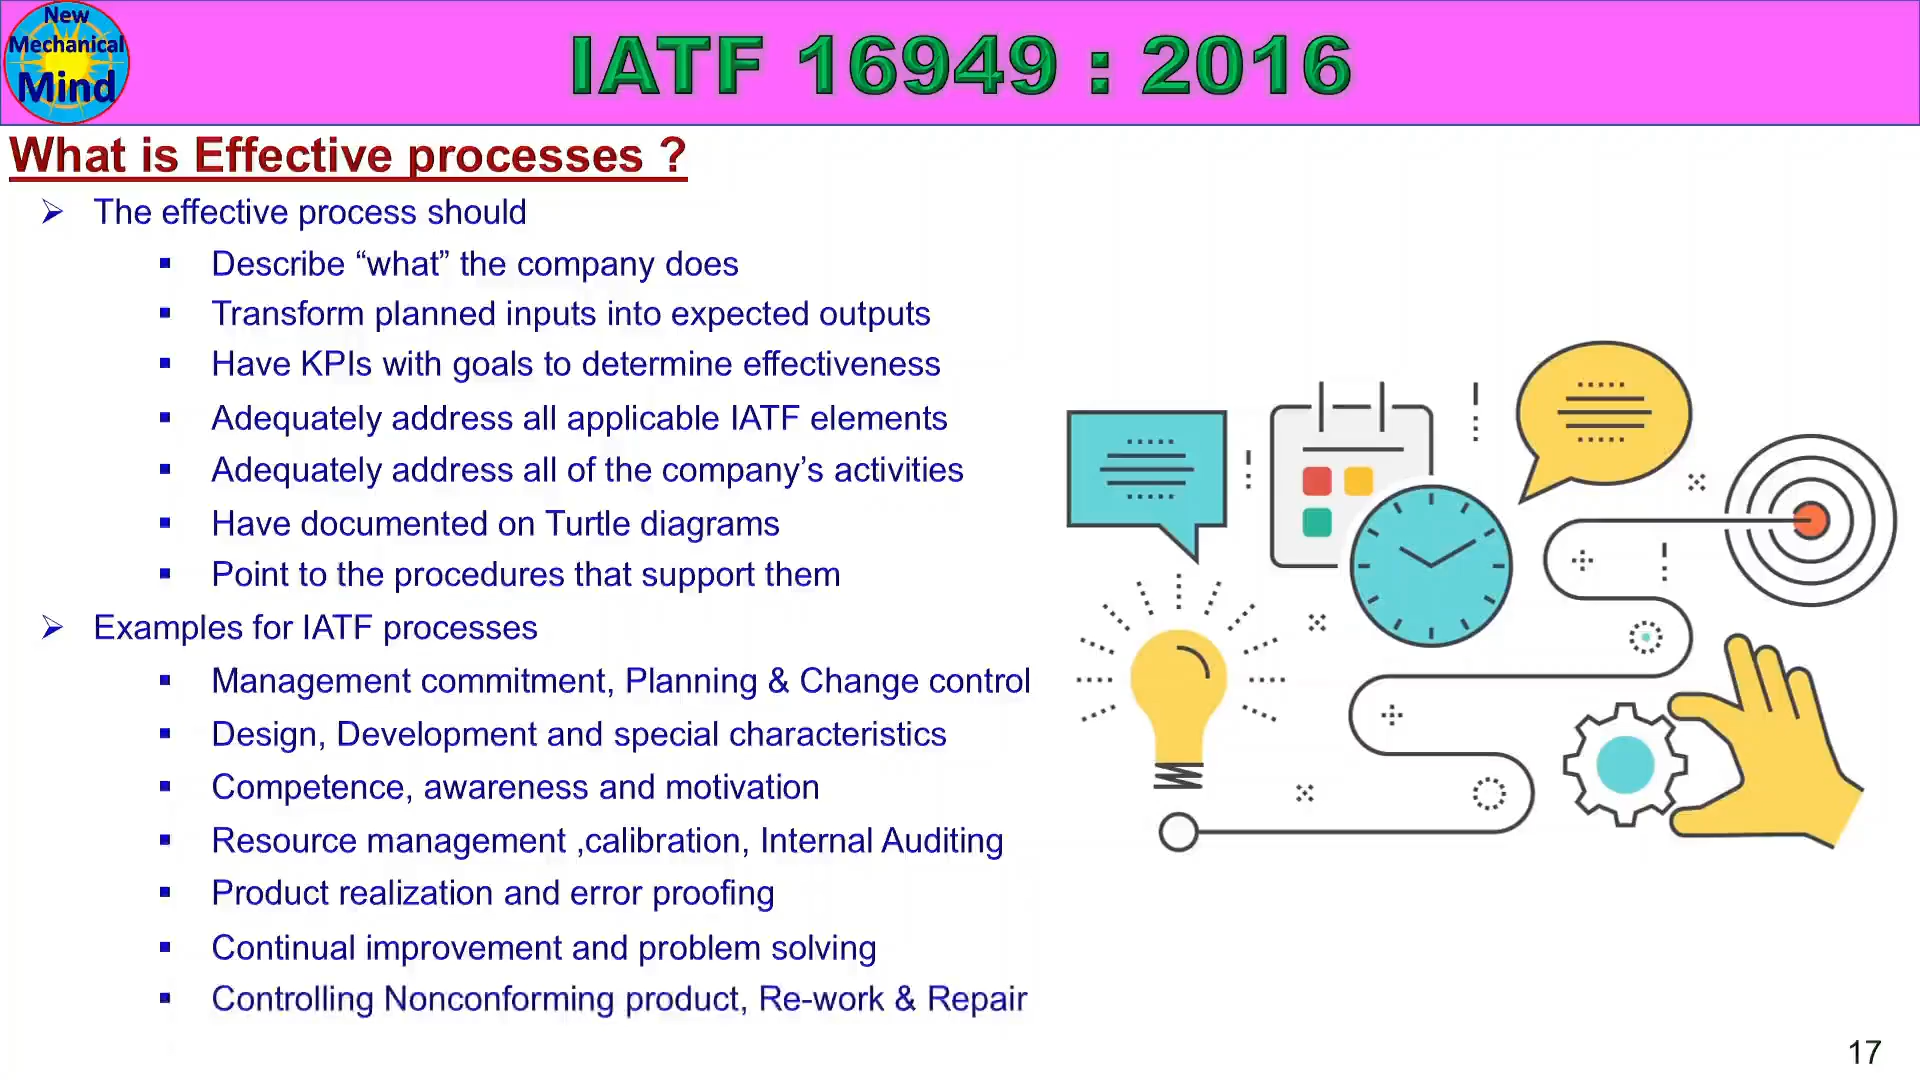 New
Mechanical
Mind
IATF 16949 : 2016
What is Effective processes ?
The effective process should
Describe “what” the company does
Transform planned inputs into expected outputs
Have KPIs with goals to determine effectiveness
Adequately address all applicable IATF elements
Adequately address all of the company’s activities
Have documented on Turtle diagrams
Point to the procedures that support them
Examples for IATF processes
Management commitment, Planning & Change control
Design, Development and special characteristics
Competence, awareness and motivation
Resource management ,calibration, Internal Auditing
Product realization and error proofing
Continual improvement and problem solving
Controlling Nonconforming product, Re-work & Repair
17